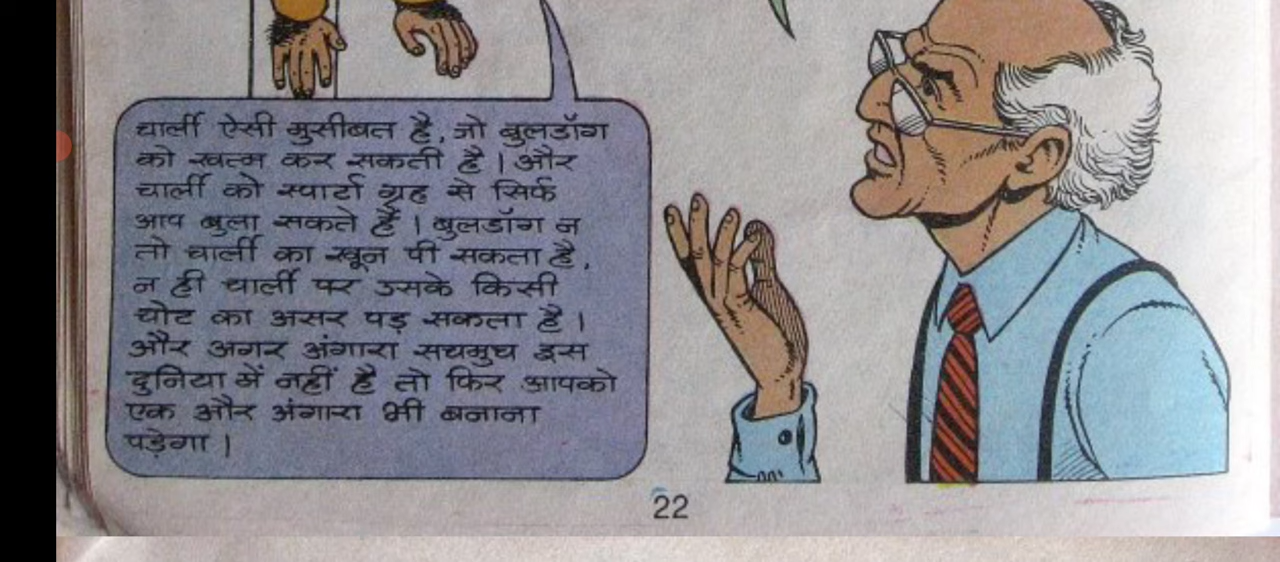 चार्ली ऐसी मुसीबत है, जो बुलडॉग
को खत्म कर सकती है। और
चार्ली को स्पार्टा ग्रह से सिर्फ
आप बुला सकते हैं। बुलडॉग न
तो चार्ली का खून पी सकता है,
न ही चार्ली पर उसके किसी
चोट का असर पड़ सकता है।
और अगर अंगारा सचमुच इस
दुनिया में नहीं है तो फिर आपको
एक और अंगारा भी बनाना
पड़ेगा।
22